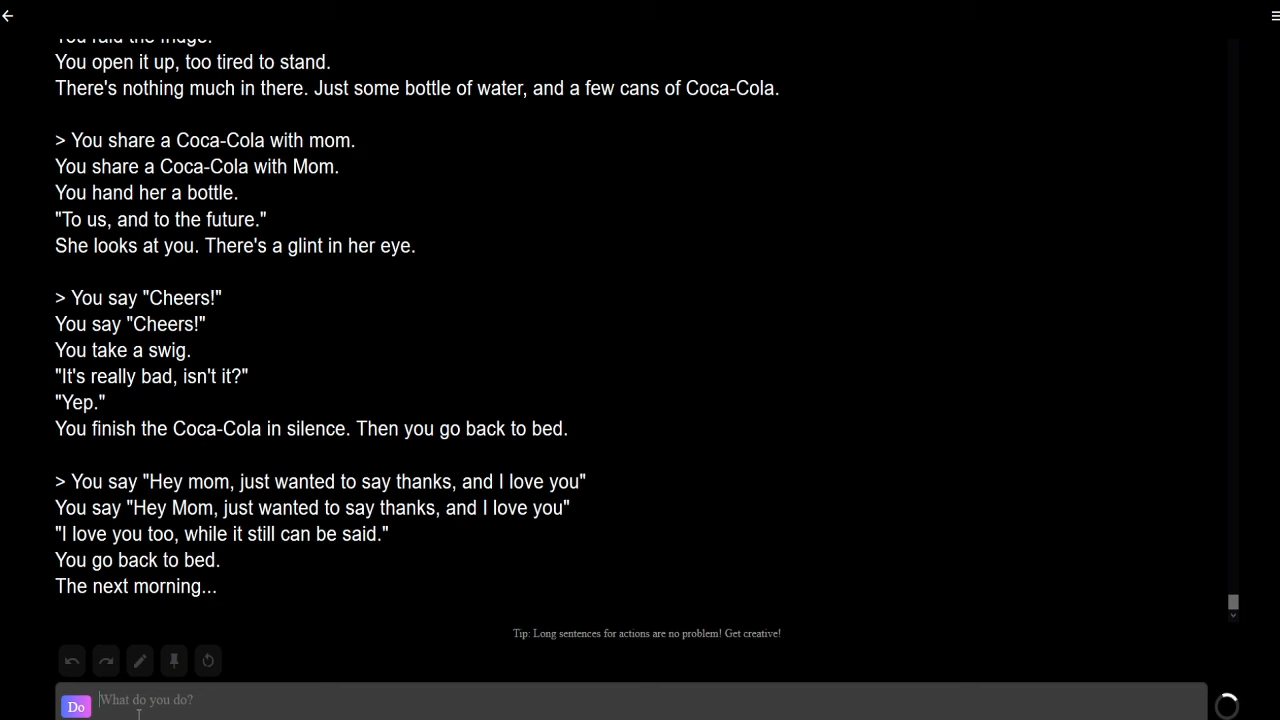 You raid the fridge.
You open it up, too tired to stand.
There's nothing much in there. Just some bottle of water, and a few cans of Coca-Cola.
> You share a Coca-Cola with mom.
You share a Coca-Cola with Mom.
You hand her a bottle.
"To us, and to the future."
She looks at you. There's a glint in her eye.
> You say "Cheers!"
You say "Cheers!"
You take a swig.
"It's really bad, isn't it?"
"Yep."
You finish the Coca-Cola in silence. Then you go back to bed.
> You say "Hey mom, just wanted to say thanks, and I love you"
You say "Hey Mom, just wanted to say thanks, and I love you"
"I love you too, while it still can be said."
You go back to bed.
The next morning...
Tip: Long sentences for actions are no problem! Get creative!
Do What do you do?